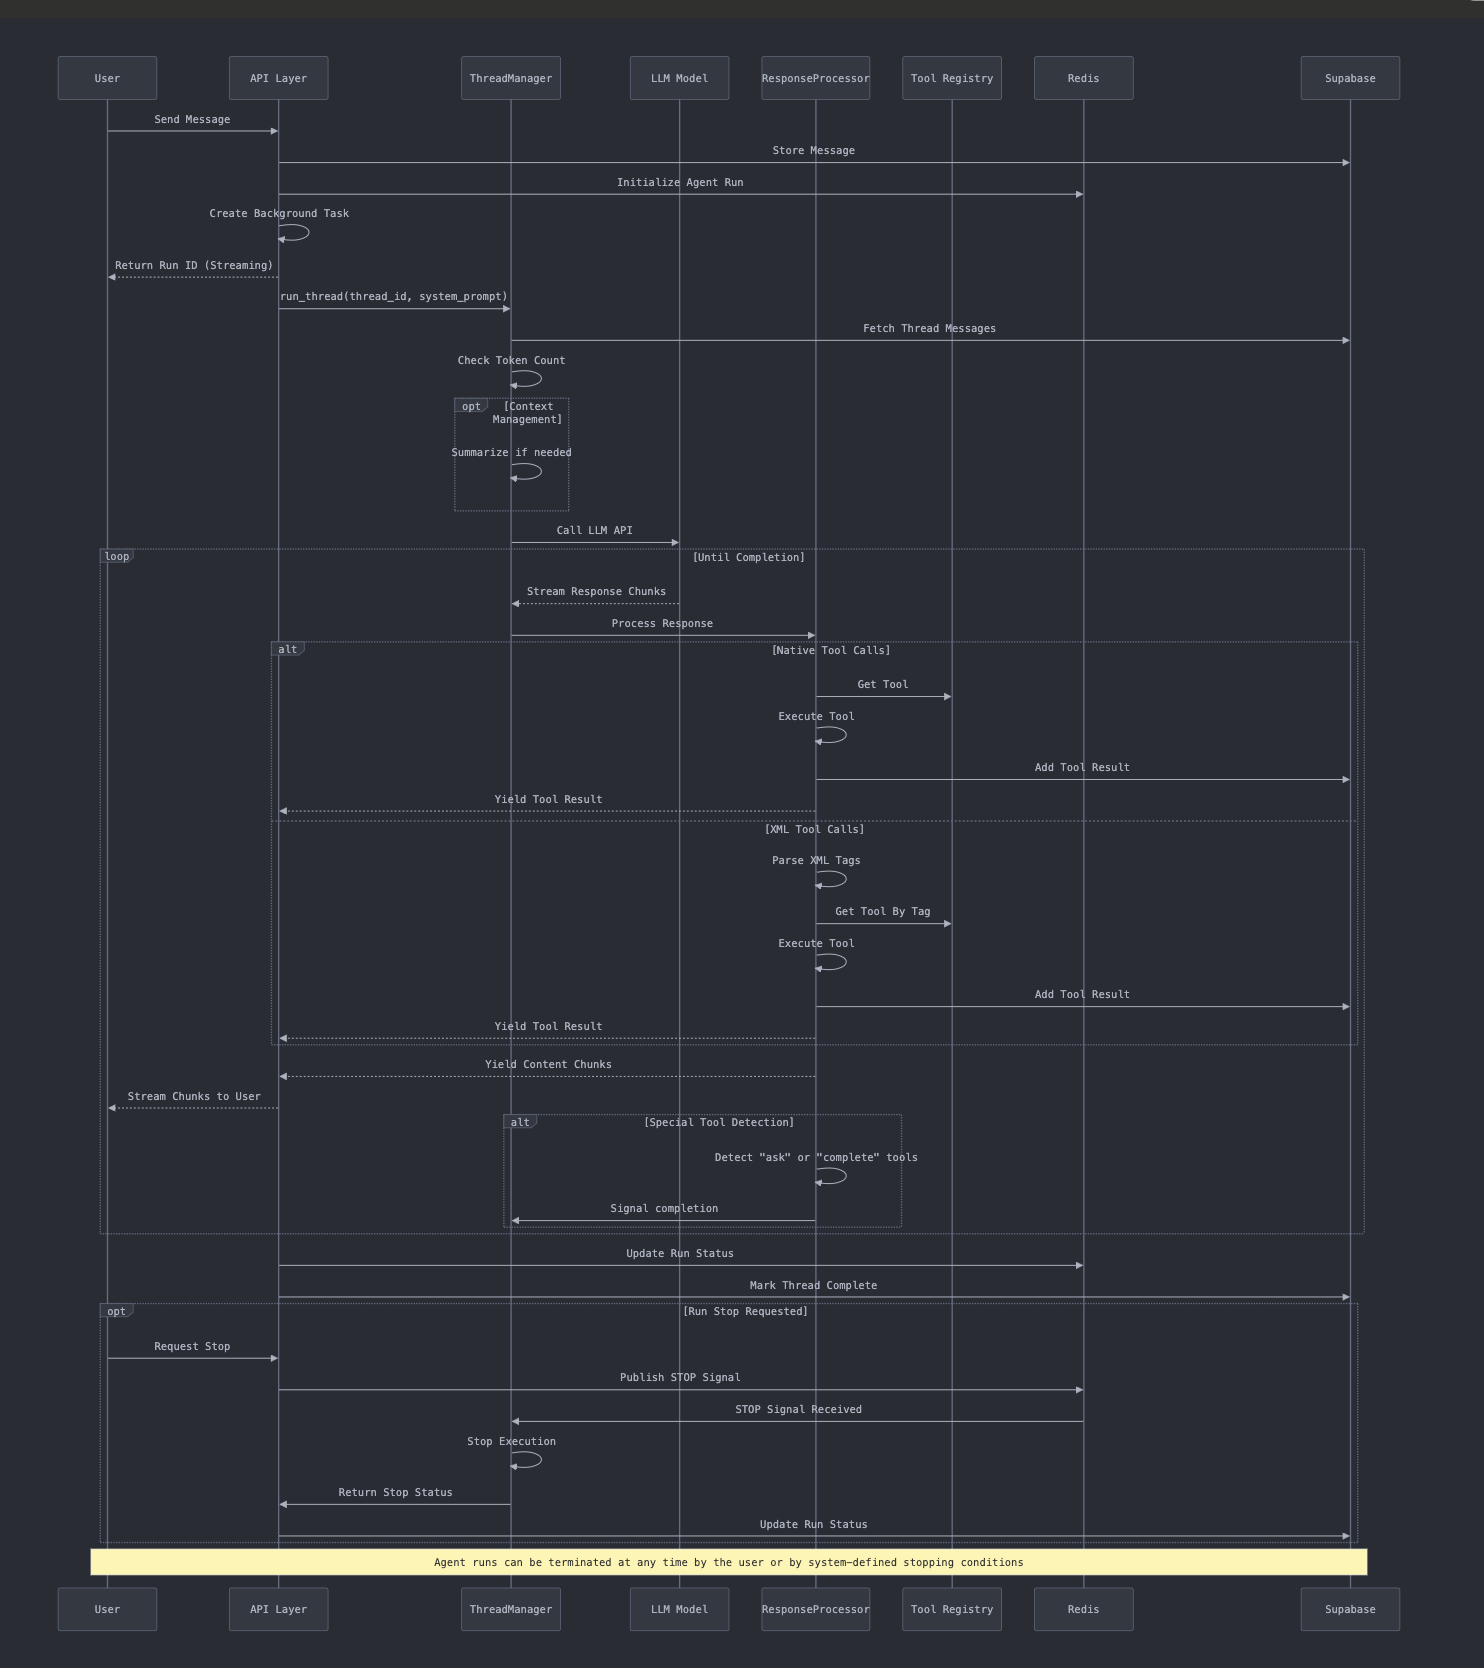 User
API Layer
ThreadManager
LLM Model
ResponseProcessor
Tool Registry
Redis
Supabase
Send Message
Store Message
Initialize Agent Run
Create Background Task
Return Run ID (Streaming)
run_thread(thread_id, system_prompt)
Fetch Thread Messages
Check Token Count
opt
[Context
Management]
Summarize if needed
Call LLM API
loop
[Until Completion]
Stream Response Chunks
Process Response
alt
[Native Tool Calls]
Get Tool
Execute Tool
Add Tool Result
Yield Tool Result
[XML Tool Calls]
Parse XML Tags
Get Tool By Tag
Execute Tool
Add Tool Result
Yield Tool Result
Yield Content Chunks
Stream Chunks to User
alt
[Special Tool Detection]
Detect "ask" or "complete" tools
Signal completion
Update Run Status
Mark Thread Complete
opt
[Run Stop Requested]
Request Stop
Publish STOP Signal
STOP Signal Received
Stop Execution
Return Stop Status
Update Run Status
Agent runs can be terminated at any time by the user or by system-defined stopping conditions
User
API Layer
ThreadManager
LLM Model
ResponseProcessor
Tool Registry
Redis
Supabase